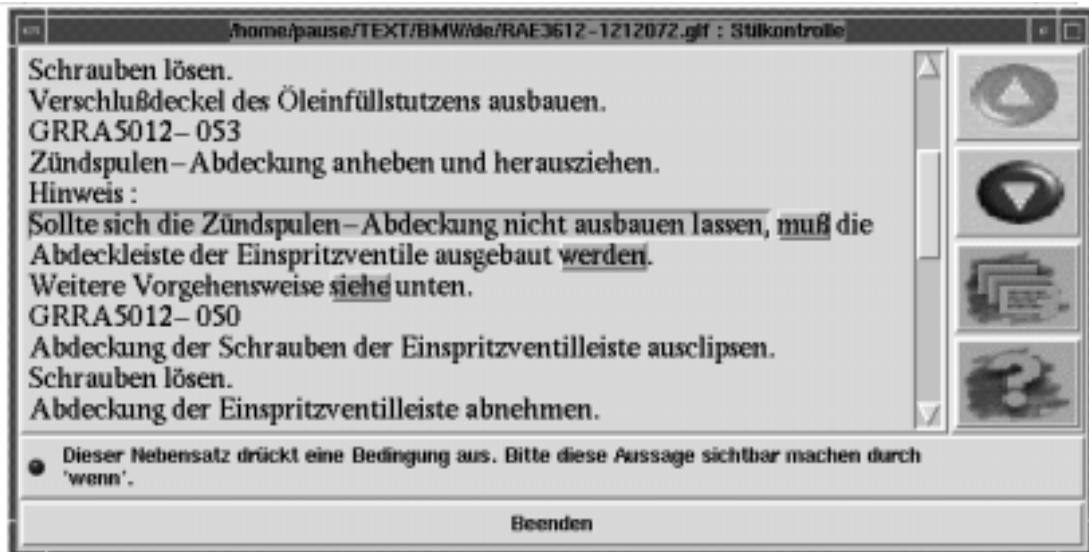 /home/pause/TEXT/BMW/de/RAE3612-1212072.glf : Stilkontrolle
Schrauben lösen.
Verschlußdeckel des Öleinfüllstutzens ausbauen.
GRRA5012– 053
Zündspulen–Abdeckung anheben und herausziehen.
Hinweis :
Sollte sich die Zündspulen–Abdeckung nicht ausbauen lassen, muß die
Abdeckleiste der Einspritzventile ausgebaut werden.
Weitere Vorgehensweise siehe unten.
GRRA5012– 050
Abdeckung der Schrauben der Einspritzventilleiste ausclipsen.
Schrauben lösen.
Abdeckung der Einspritzventilleiste abnehmen.
Dieser Nebensatz drückt eine Bedingung aus. Bitte diese Aussage sichtbar machen durch
'wenn'.
Beenden